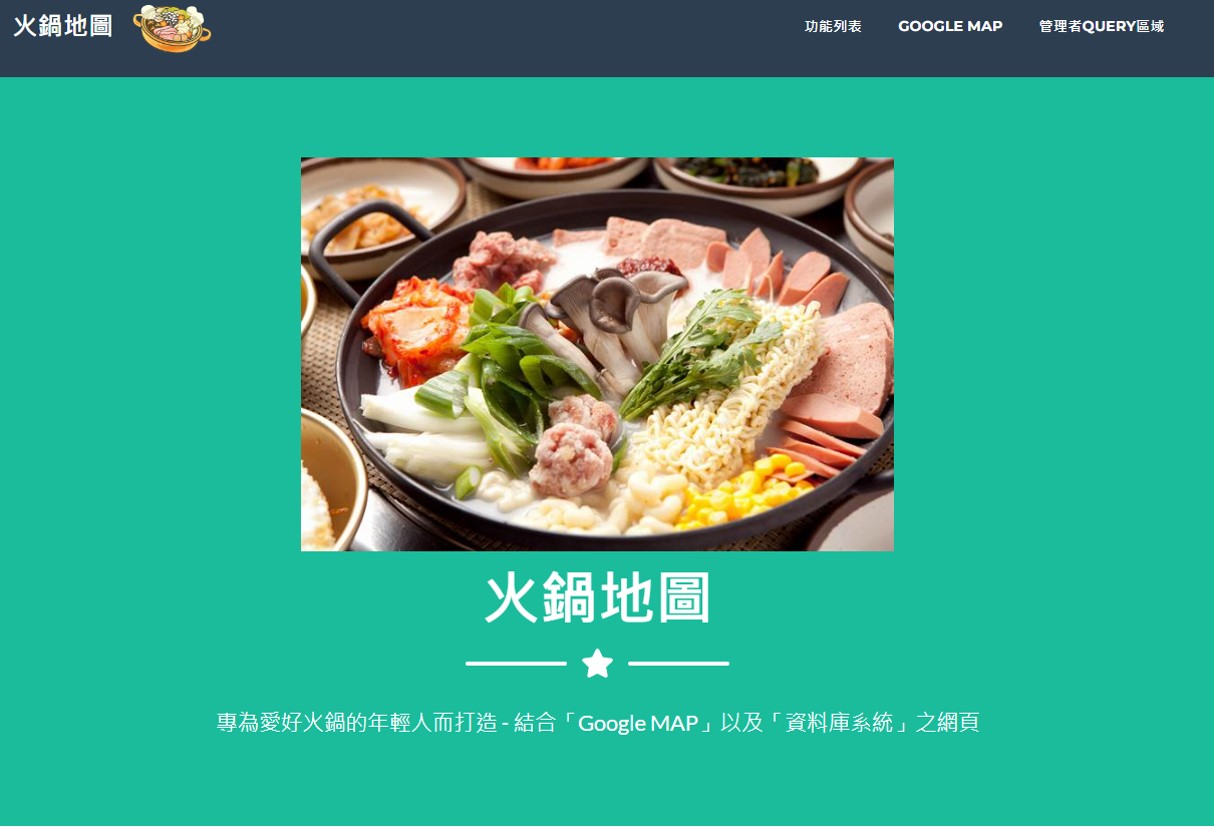 火鍋地圖
功能列表
GOOGLE MAP
管理者QUERY區域
火鍋地圖
專為愛好火鍋的年輕人而打造 - 結合「Google MAP」以及「資料庫系統」之網頁